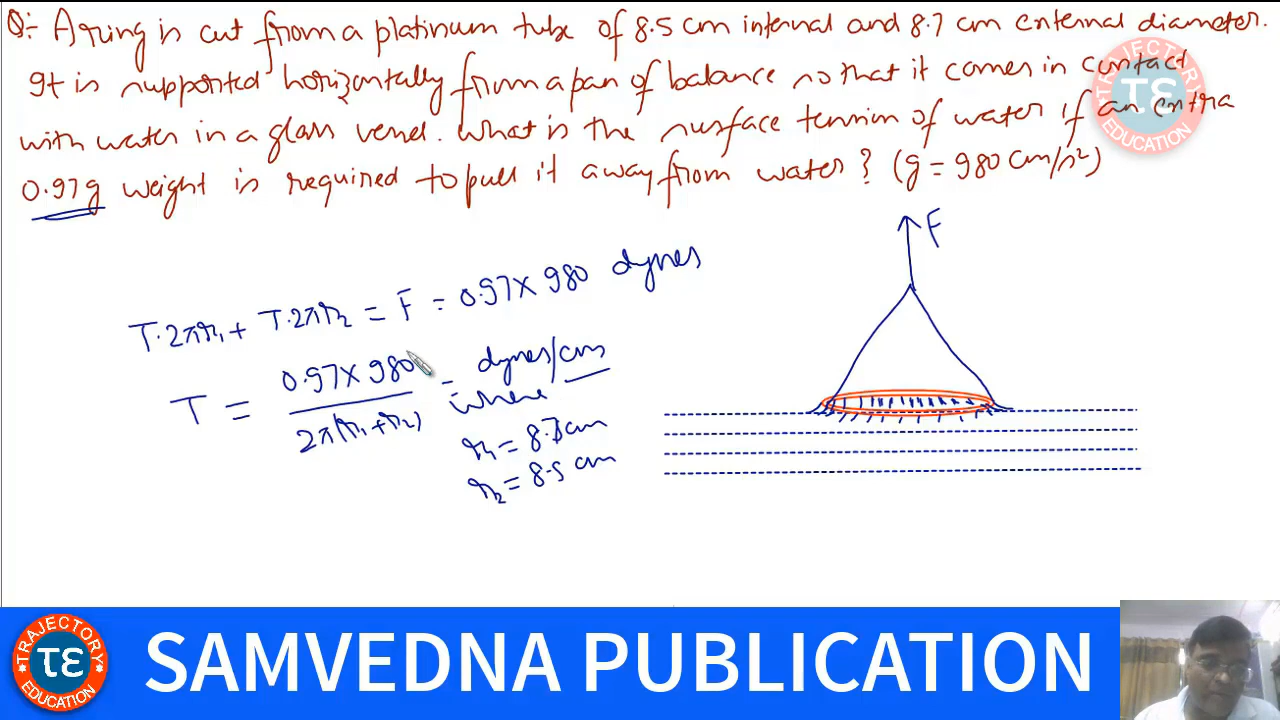 Q:- A ring is cut from a platinum tube of 8.5 cm internal and 8.7 cm external diameter.
It is supported horizontally from a pan of balance so that it comes in contact
with water in a glass vessel. What is the surface tension of water if an extra
0.97g weight is required to pull it away from water? (g = 980 cm/s²)
TRAJECTORY
TE
EDUCATION
F
T·2πr₁ + T·2πr₂ = F = 0.97 × 980 dynes
T = 0.97 × 980 / 2π(r₁+r₂) = dynes/cm
where
r₁ = 8.7cm
r₂ = 8.5 cm
TRAJECTORY
TE
EDUCATION
SAMVEDNA PUBLICATION